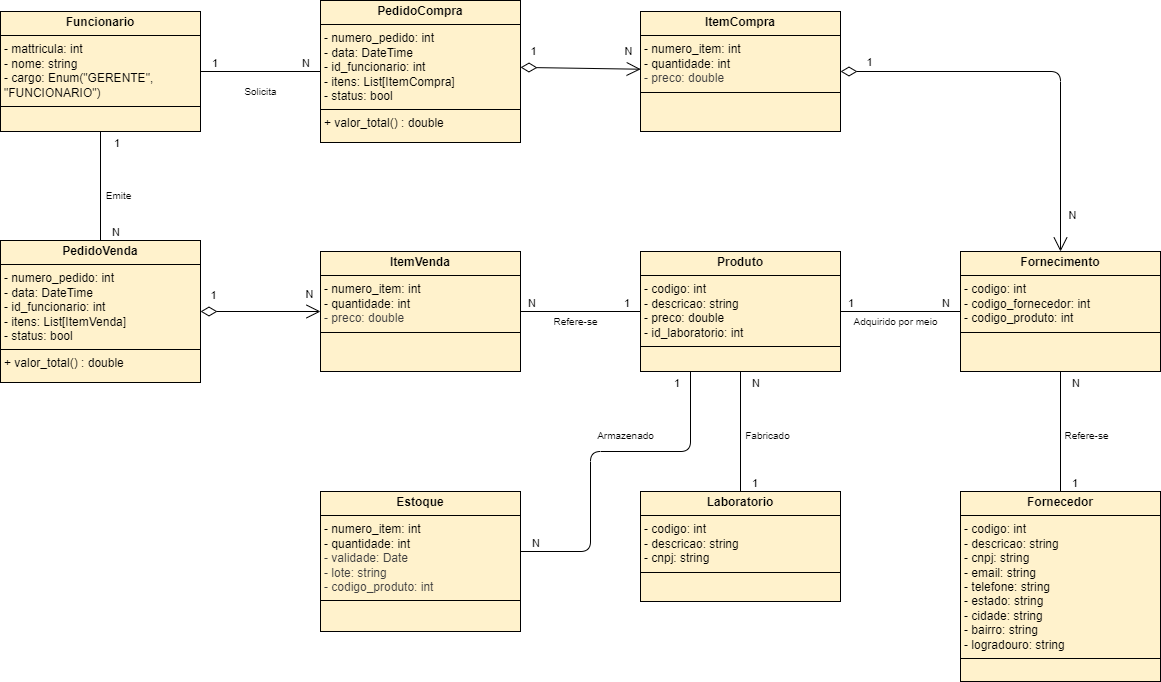 Funcionario
- mattricula: int
- nome: string
- cargo: Enum("GERENTE",
"FUNCIONARIO")
1
N
Solicita
PedidoCompra
- numero_pedido: int
- data: DateTime
- id_funcionario: int
- itens: List[ItemCompra]
- status: bool
+ valor_total() : double
1
N
ItemCompra
- numero_item: int
- quantidade: int
- preco: double
1
N
1
Emite
N
PedidoVenda
- numero_pedido: int
- data: DateTime
- id_funcionario: int
- itens: List[ItemVenda]
- status: bool
+ valor_total() : double
1
N
ItemVenda
- numero_item: int
- quantidade: int
- preco: double
N
1
Refere-se
Produto
- codigo: int
- descricao: string
- preco: double
- id_laboratorio: int
1
N
Adquirido por meio
Fornecimento
- codigo: int
- codigo_fornecedor: int
- codigo_produto: int
1
Armazenado
N
N
Fabricado
1
N
Refere-se
1
Estoque
- numero_item: int
- quantidade: int
- validade: Date
- lote: string
- codigo_produto: int
Laboratorio
- codigo: int
- descricao: string
- cnpj: string
Fornecedor
- codigo: int
- descricao: string
- cnpj: string
- email: string
- telefone: string
- estado: string
- cidade: string
- bairro: string
- logradouro: string